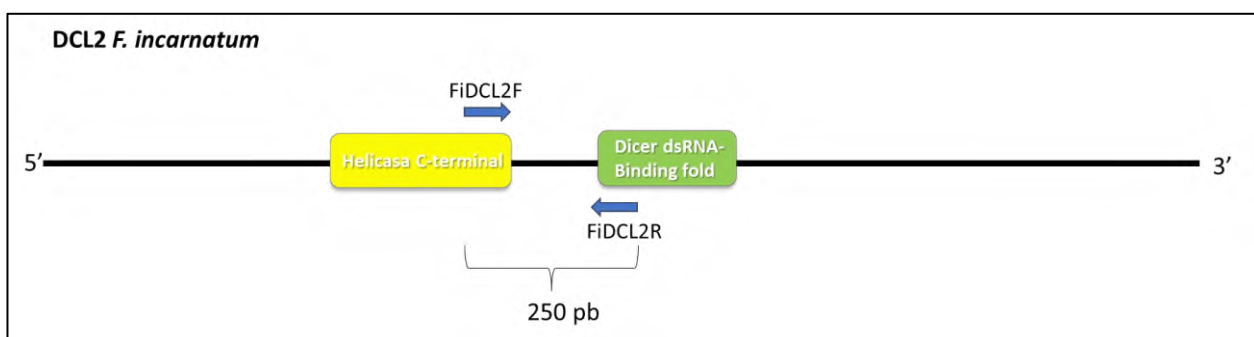 DCL2 F. incarnatum
FiDCL2F
5’
Helicasa C-terminal
Dicer dsRNA-
Binding fold
3’
FiDCL2R
250 pb